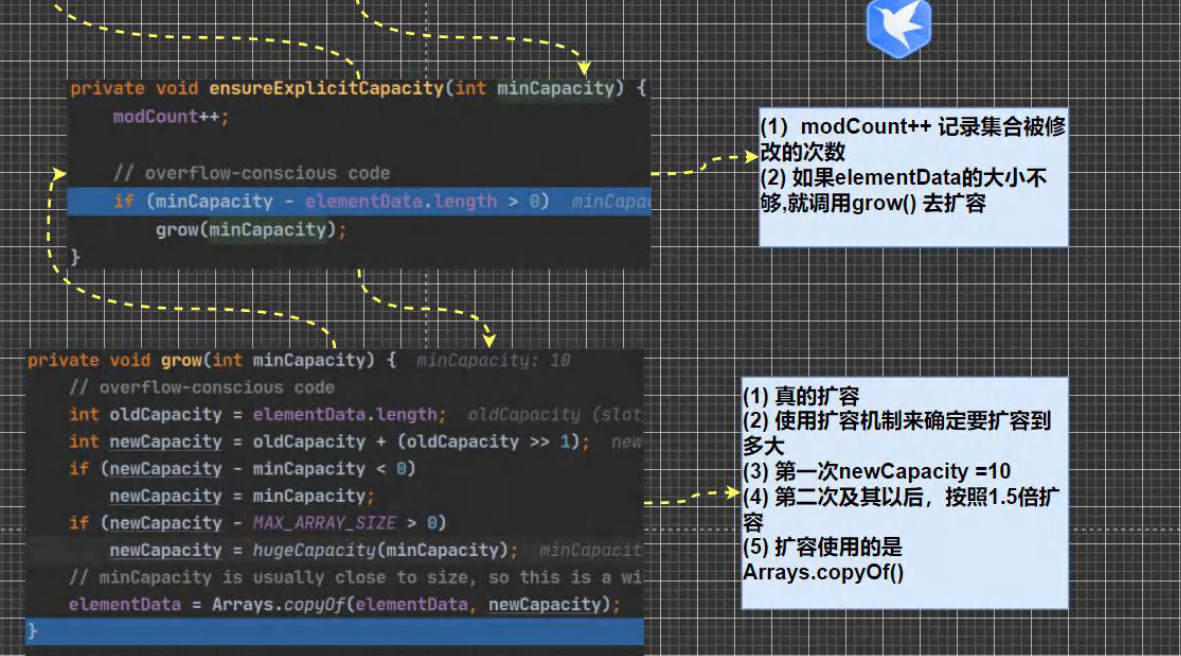 private void ensureExplicitCapacity(int minCapacity) {
modCount++;
// overflow-conscious code
if (minCapacity - elementData.length > 0)
grow(minCapacity);
}
(1) modCount++ 记录集合被修
改的次数
(2) 如果elementData的大小不
够,就调用grow() 去扩容
private void grow(int minCapacity) { minCapacity: 10
// overflow-conscious code
int oldCapacity = elementData.length; oldCapacity (slot
int newCapacity = oldCapacity + (oldCapacity >> 1); new
if (newCapacity - minCapacity < 0)
newCapacity = minCapacity;
if (newCapacity - MAX_ARRAY_SIZE > 0)
newCapacity = hugeCapacity(minCapacity); minCapacit
// minCapacity is usually close to size, so this is a wi
elementData = Arrays.copyOf(elementData, newCapacity);
}
(1) 真的扩容
(2) 使用扩容机制来确定要扩容到
多大
(3) 第一次newCapacity =10
(4) 第二次及其以后，按照1.5倍扩
容
(5) 扩容使用的是
Arrays.copyOf()